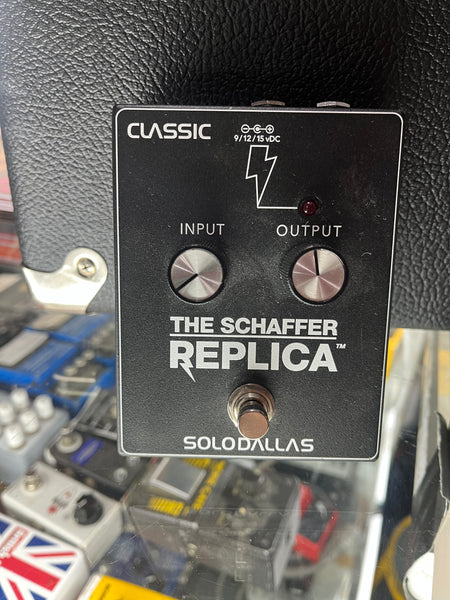 CLASSIC
9/12/15 vDC
INPUT
OUTPUT
THE SCHAFFER
REPLICA™
SOLODALLAS